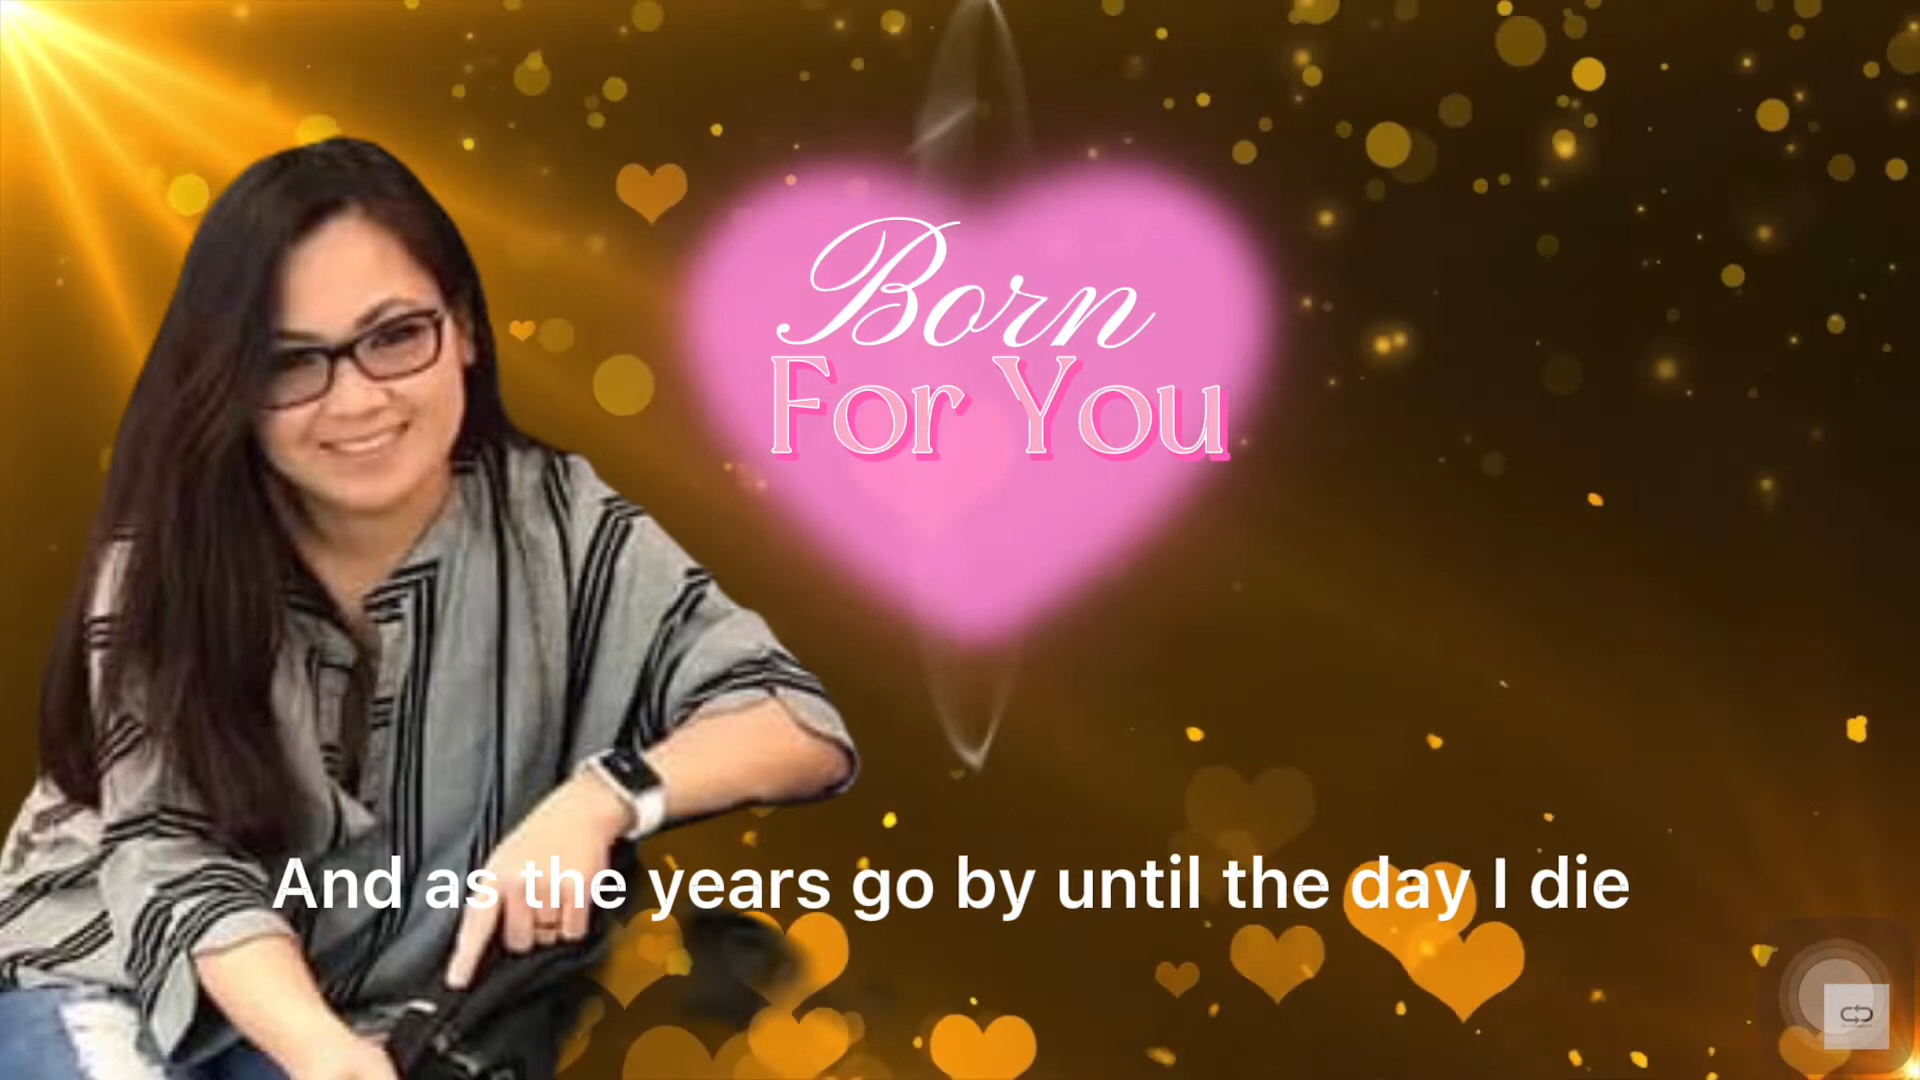 Born
For You
And as the years go by until the day I die